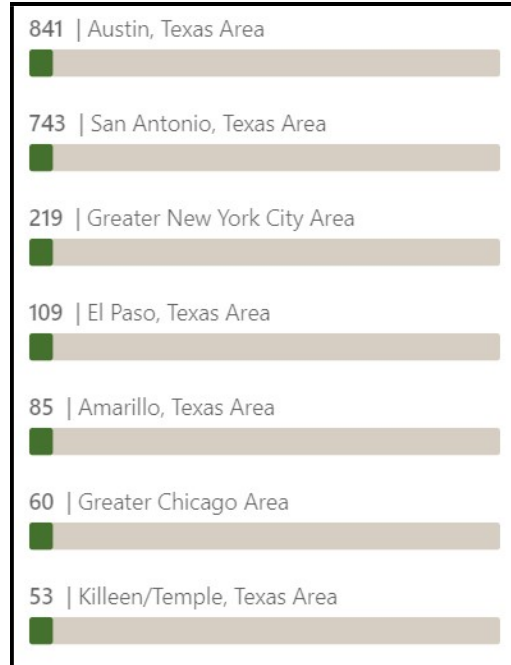 841 | Austin, Texas Area
743 | San Antonio, Texas Area
219 | Greater New York City Area
109 | El Paso, Texas Area
85 | Amarillo, Texas Area
60 | Greater Chicago Area
53 | Killeen/Temple, Texas Area